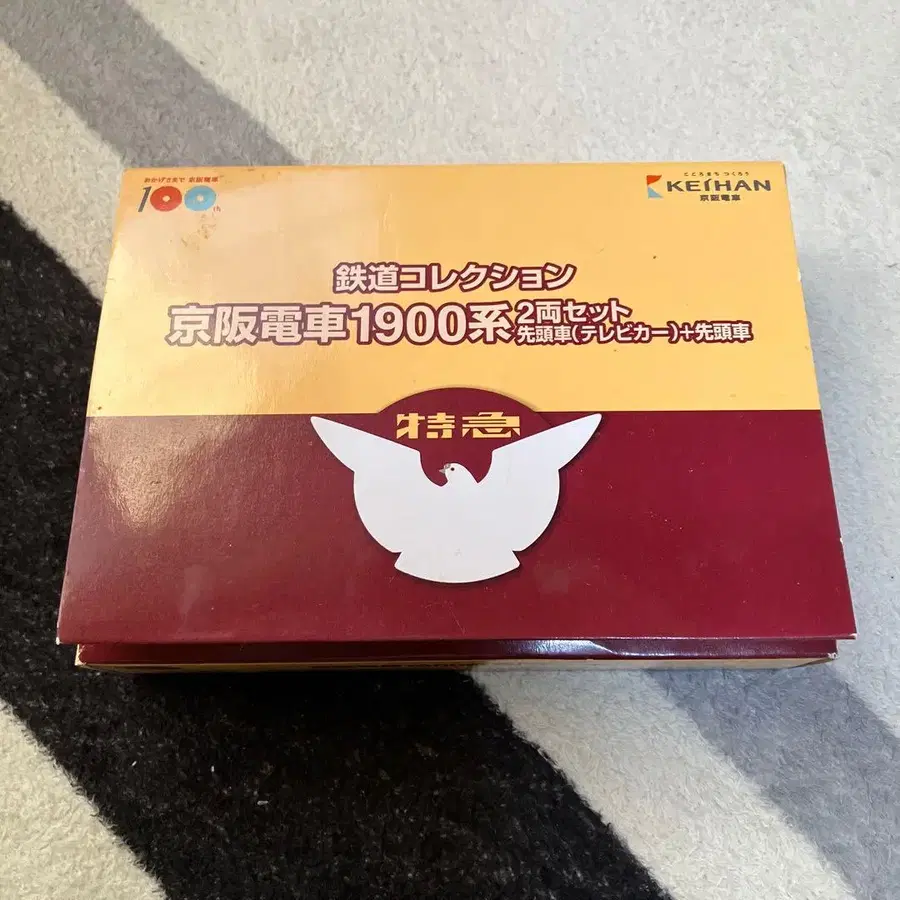 おかげさまで 京阪電車
100th
こころまち つくろう
KEIHAN
京阪電車
鉄道コレクション
京阪電車1900系 2両セット
先頭車(テレビカー)+先頭車
特急